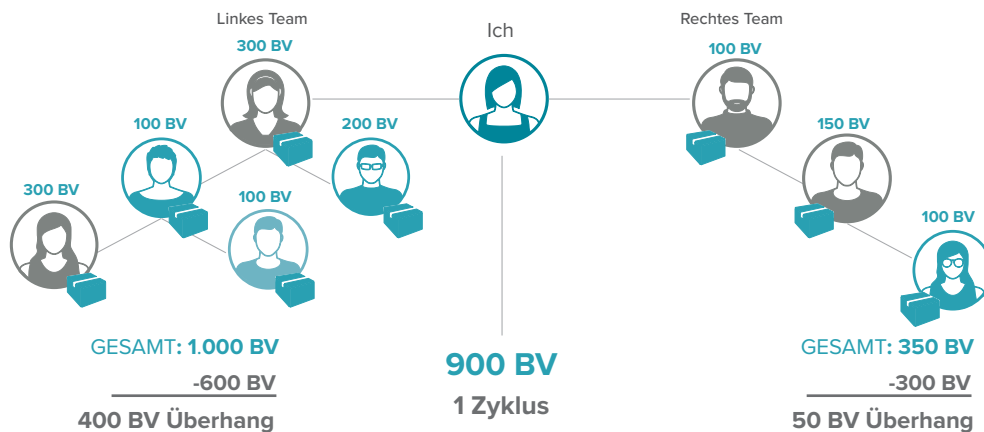 Linkes Team
300 BV
100 BV
200 BV
300 BV
100 BV
GESAMT: 1.000 BV
-600 BV
400 BV Überhang
Ich
900 BV
1 Zyklus
Rechtes Team
100 BV
150 BV
100 BV
GESAMT: 350 BV
-300 BV
50 BV Überhang